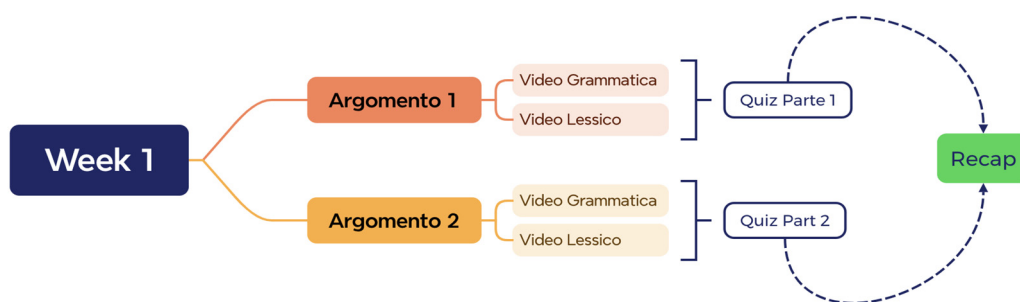 Week 1
Argomento 1
Video Grammatica
Video Lessico
Quiz Parte 1
Argomento 2
Video Grammatica
Video Lessico
Quiz Part 2
Recap